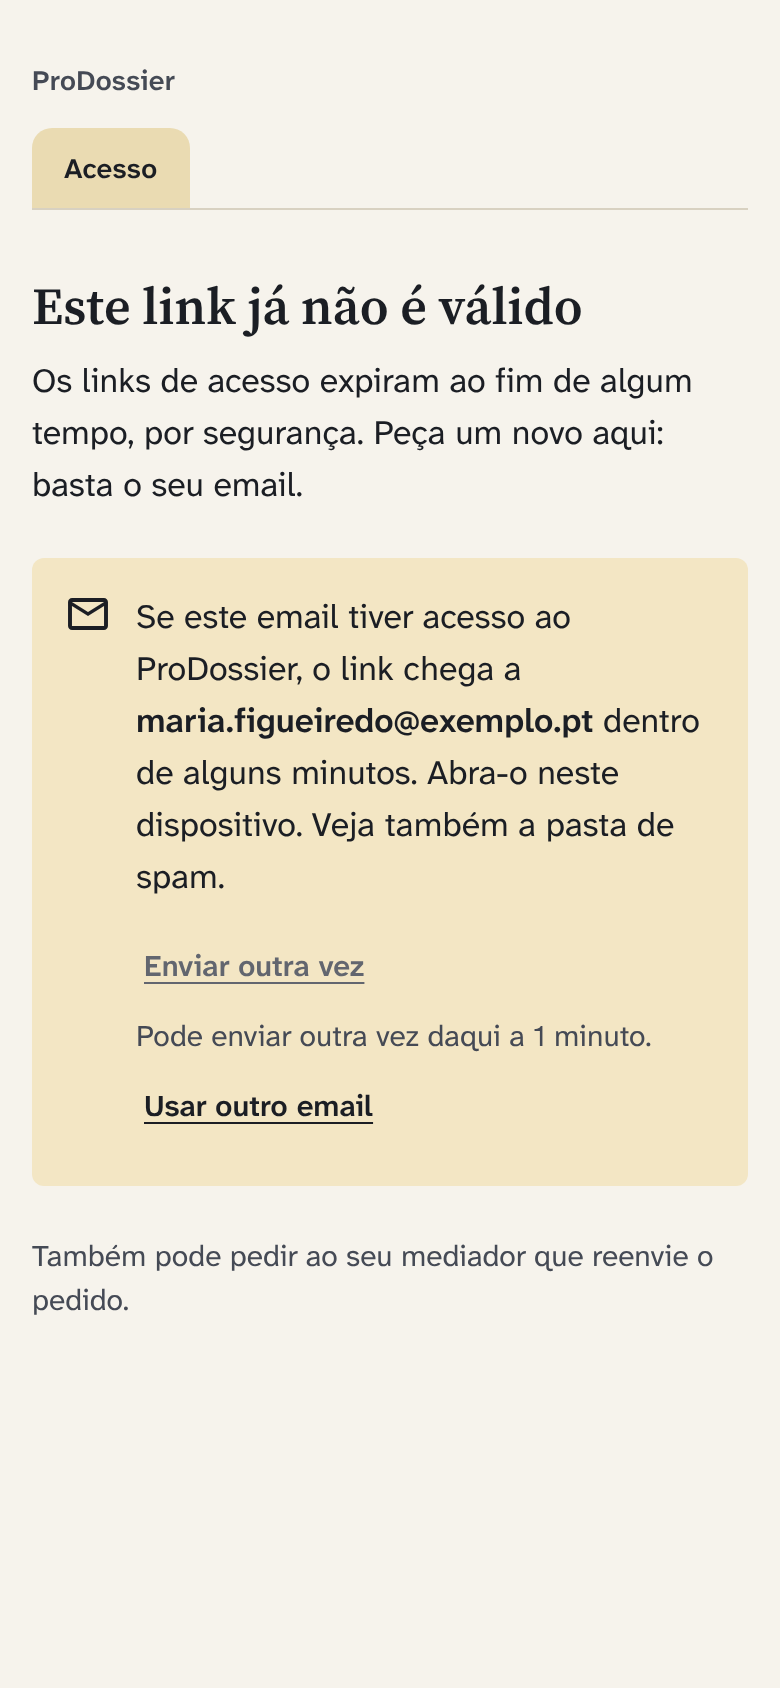 ProDossier
Acesso
Este link já não é válido
Os links de acesso expiram ao fim de algum
tempo, por segurança. Peça um novo aqui:
basta o seu email.
Se este email tiver acesso ao
ProDossier, o link chega a
maria.figueiredo@exemplo.pt dentro
de alguns minutos. Abra-o neste
dispositivo. Veja também a pasta de
spam.
Enviar outra vez
Pode enviar outra vez daqui a 1 minuto.
Usar outro email
Também pode pedir ao seu mediador que reenvie o
pedido.